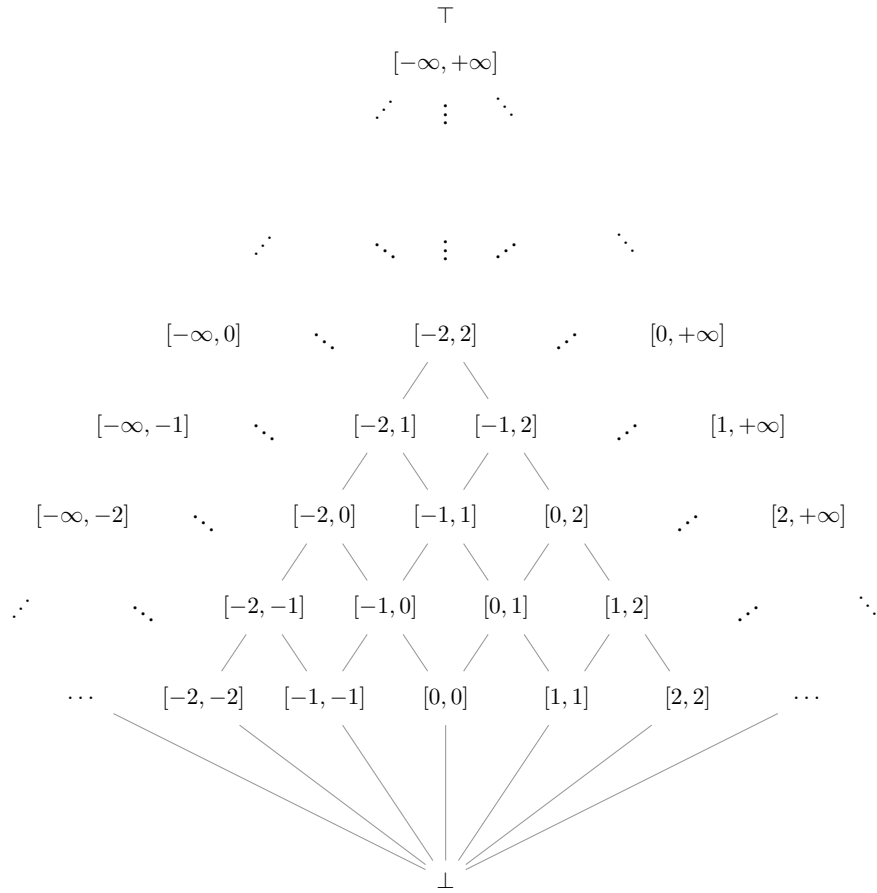 ⊤
[−∞, +∞]
⋰ ⋮ ⋱
⋰ ⋱ ⋮ ⋰ ⋱
[−∞, 0] ⋱ [−2, 2] ⋰ [0, +∞]
[−∞, −1] ⋱ [−2, 1] [−1, 2] ⋰ [1, +∞]
[−∞, −2] ⋱ [−2, 0] [−1, 1] [0, 2] ⋰ [2, +∞]
⋰ ⋱ [−2, −1] [−1, 0] [0, 1] [1, 2] ⋰ ⋱
⋯ [−2, −2] [−1, −1] [0, 0] [1, 1] [2, 2] ⋯
⊥